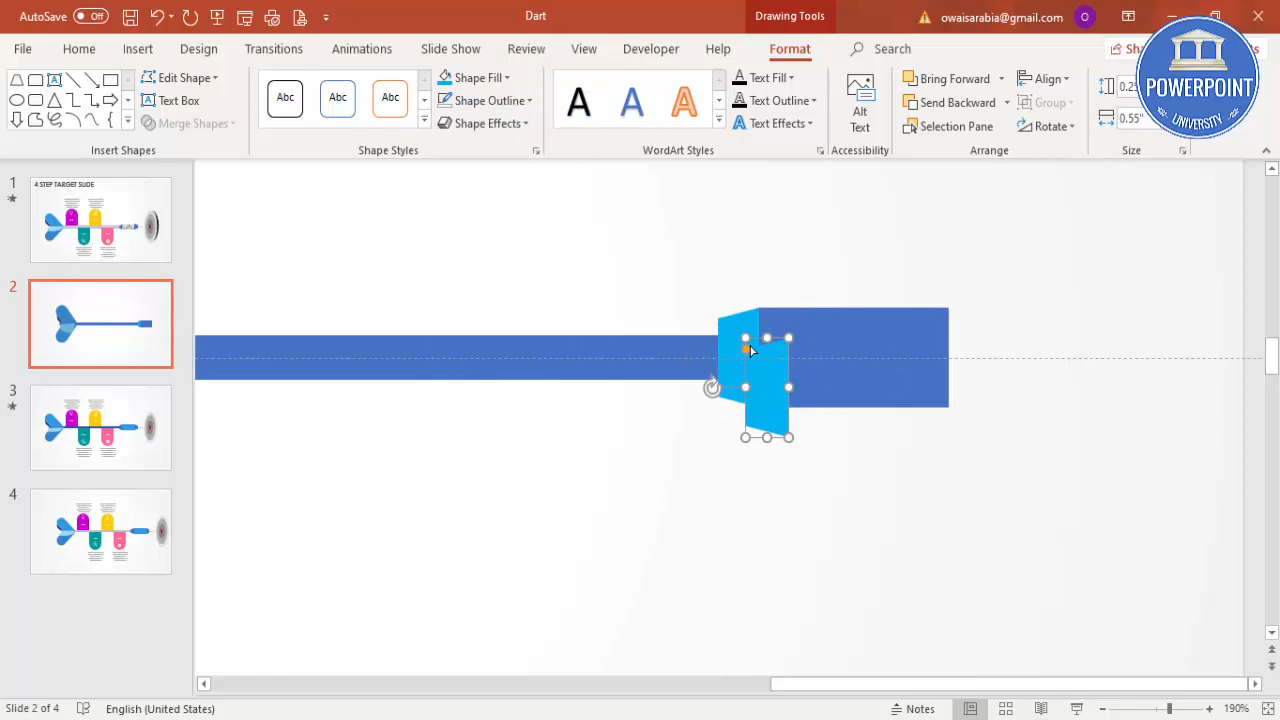 AutoSave Off Dart Drawing Tools owaisarabia@gmail.com O
File Home Insert Design Transitions Animations Slide Show Review View Developer Help Format Search
Edit Shape
Text Box
Merge Shapes
Insert Shapes
Abc Abc Abc
Shape Fill
Shape Outline
Shape Effects
Shape Styles
A A A
Text Fill
Text Outline
Text Effects
WordArt Styles
Alt
Text
Accessibility
Bring Forward
Send Backward
Selection Pane
Align
Group
Rotate
Arrange
0.55"
Size
POWERPOINT
UNIVERSITY
1
4 STEP TARGET SLIDE
2
3
4
Slide 2 of 4 English (United States) Notes 190%